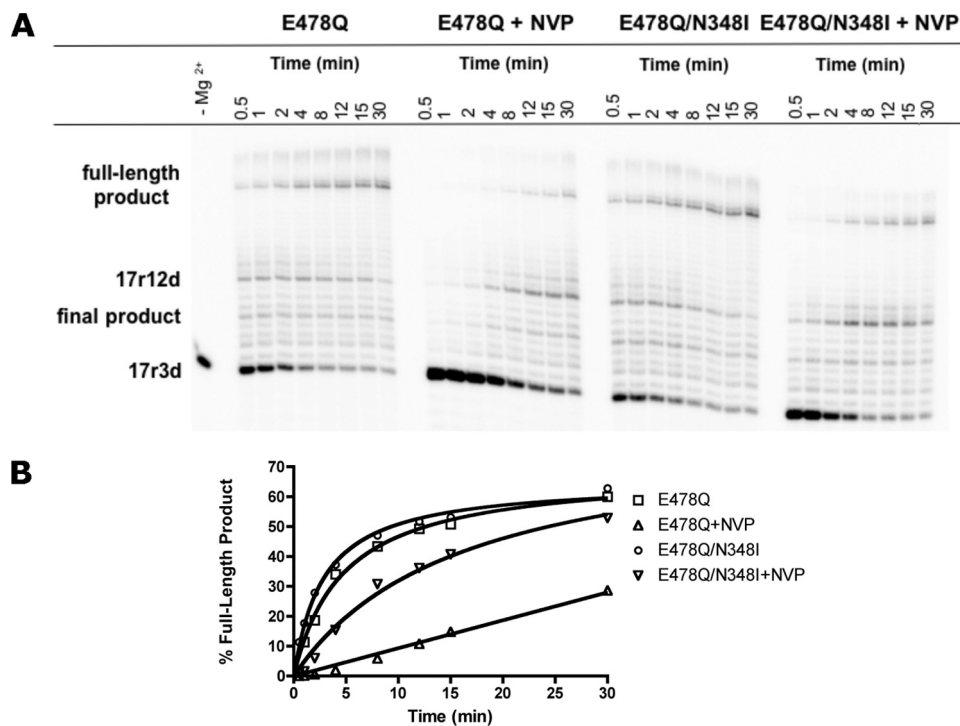 A
E478Q E478Q + NVP E478Q/N348I E478Q/N348I + NVP
Time (min) Time (min) Time (min) Time (min)
- Mg 2+
0.5 1 2 4 8 12 15 30 0.5 1 2 4 8 12 15 30 0.5 1 2 4 8 12 15 30 0.5 1 2 4 8 12 15 30
full-length
product
17r12d
final product
17r3d
B
% Full-Length Product
70
60
50
40
30
20
10
0
0 5 10 15 20 25 30
Time (min)
E478Q
E478Q+NVP
E478Q/N348I
E478Q/N348I+NVP